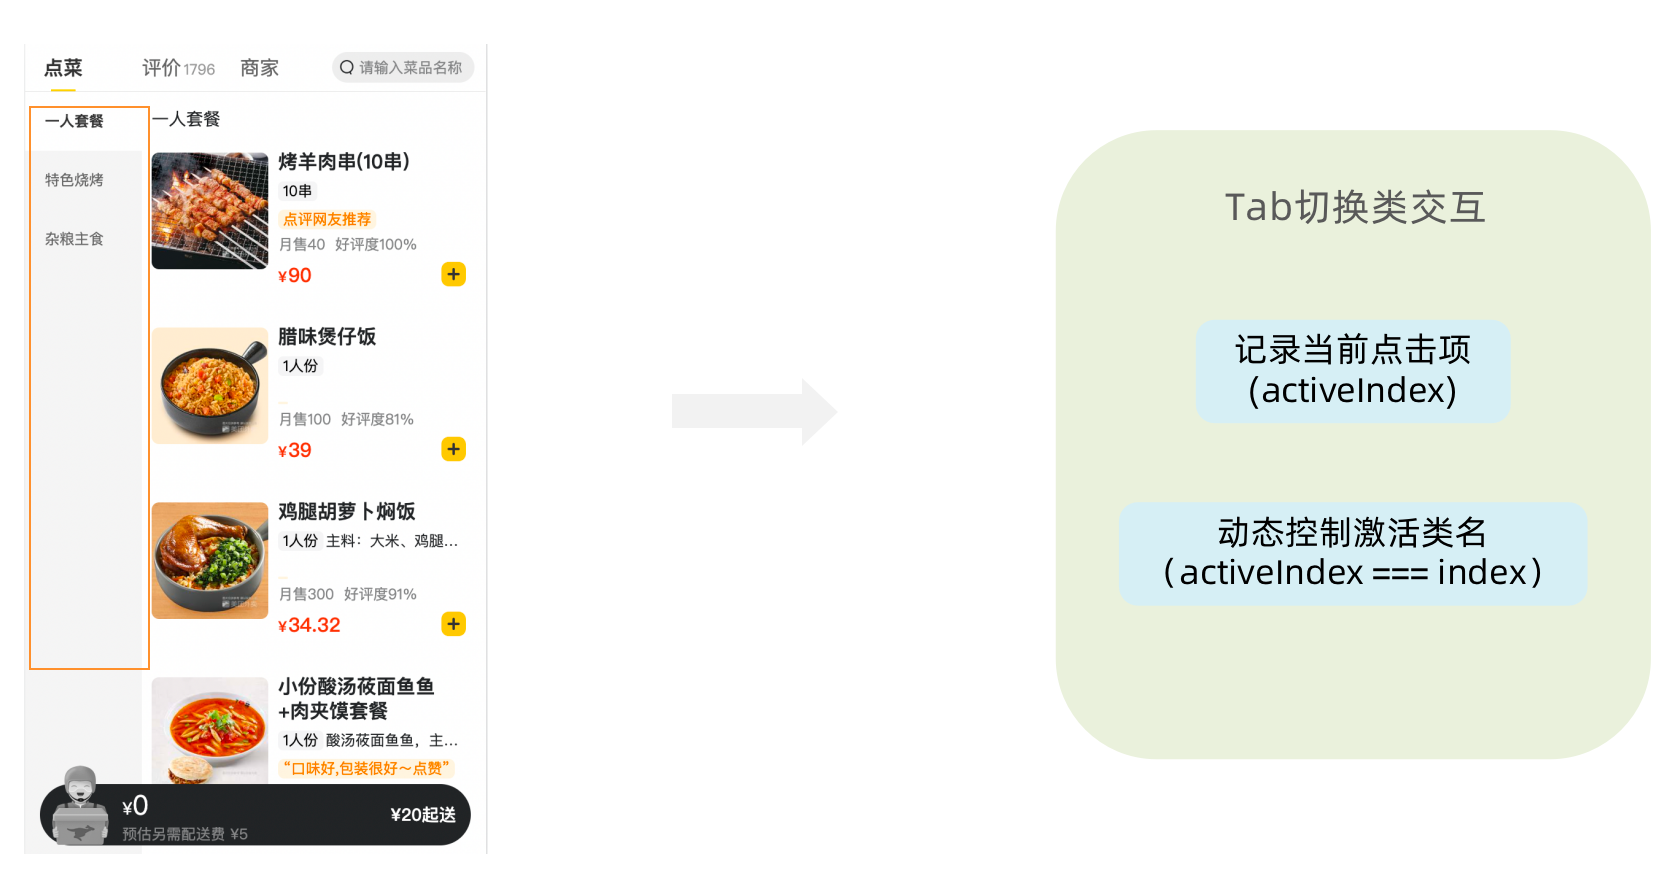 点菜
评价 1796
商家
请输入菜品名称
一人套餐
特色烧烤
杂粮主食
一人套餐
烤羊肉串(10串)
10串
点评网友推荐
月售40 好评度100%
¥90
腊味煲仔饭
1人份
月售100 好评度81%
¥39
鸡腿胡萝卜焖饭
1人份 主料：大米、鸡腿...
月售300 好评度91%
¥34.32
小份酸汤莜面鱼鱼
+肉夹馍套餐
1人份 酸汤莜面鱼鱼，主...
“口味好,包装很好～点赞”
¥0
预估另需配送费 ¥5
¥20起送
Tab切换类交互
记录当前点击项
(activeIndex)
动态控制激活类名
（activeIndex === index）